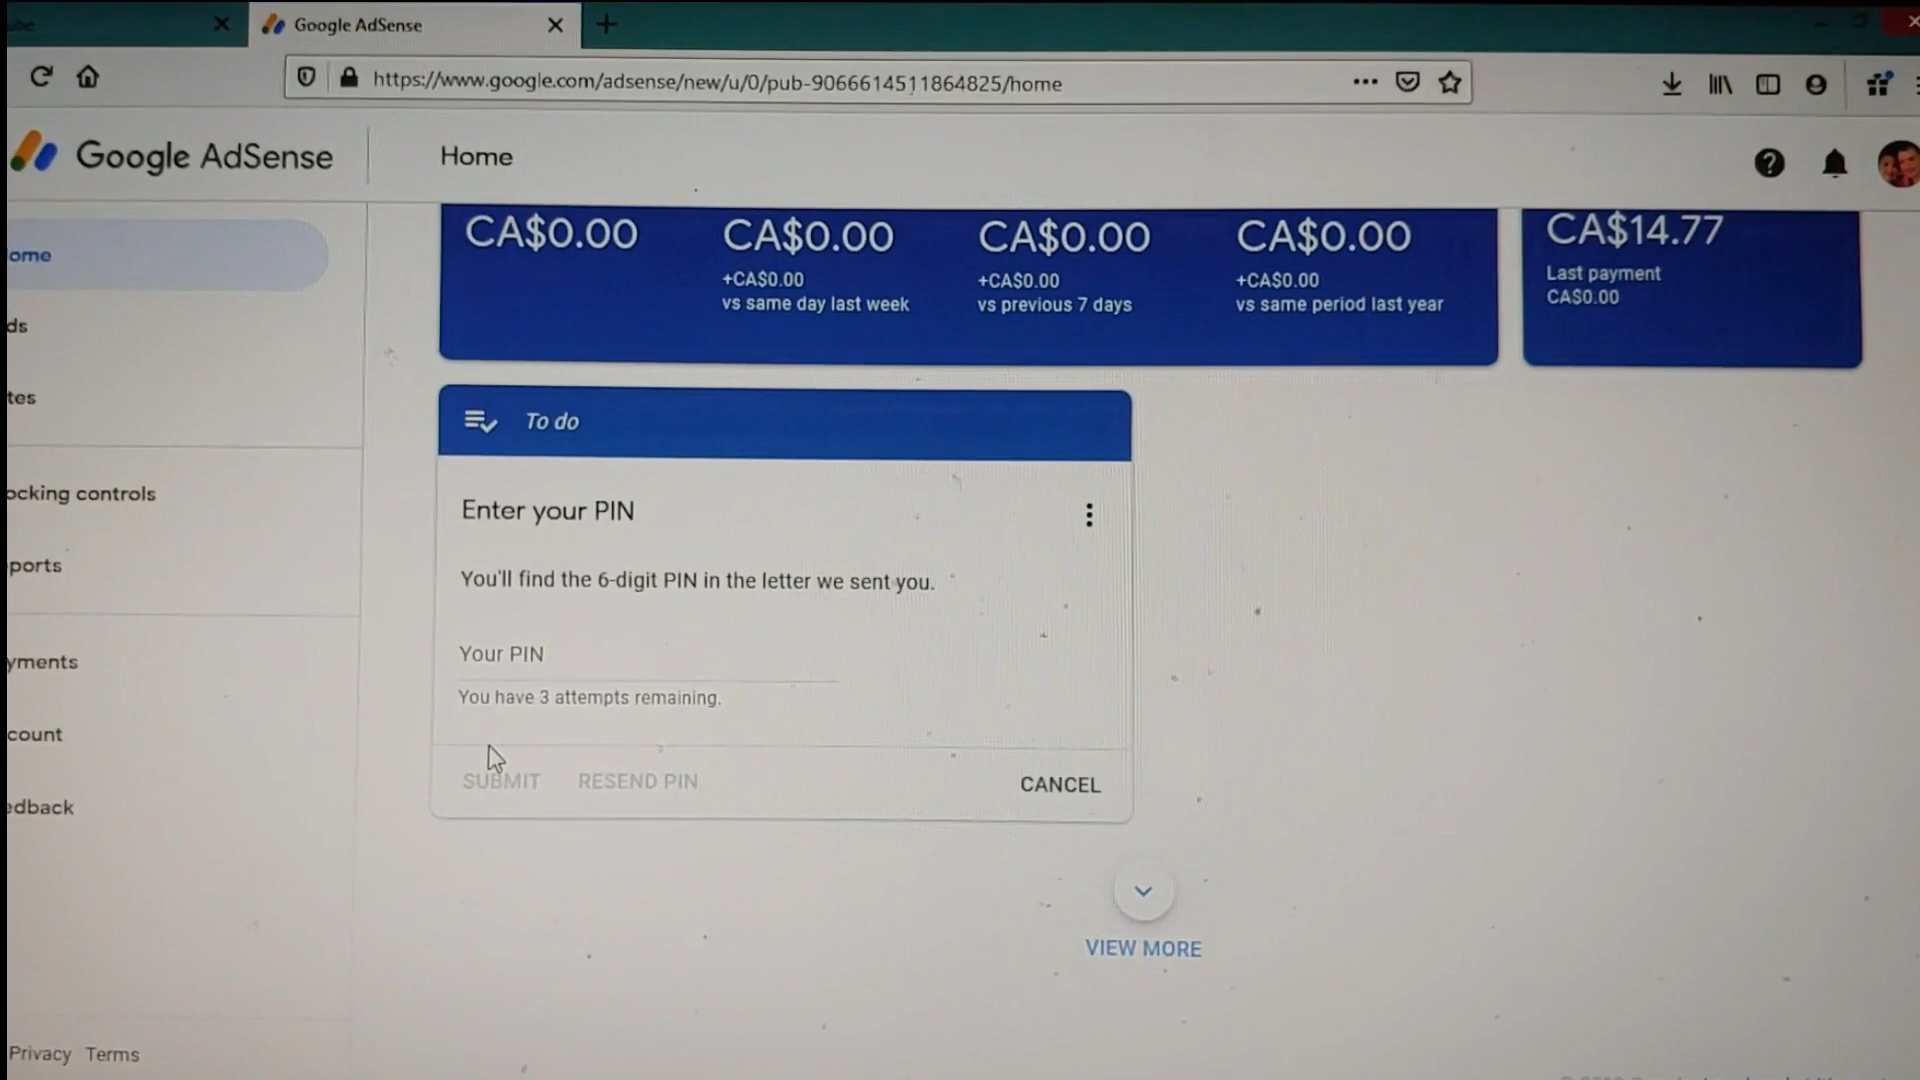 Google AdSense
https://www.google.com/adsense/new/u/0/pub-9066614511864825/home
Google AdSense
Home
CA$0.00
CA$0.00
CA$0.00
CA$0.00
CA$14.77
+CA$0.00
vs same day last week
+CA$0.00
vs previous 7 days
+CA$0.00
vs same period last year
Last payment
CA$0.00
ome
ds
tes
ocking controls
ports
yments
count
edback
Privacy Terms
To do
Enter your PIN
You'll find the 6-digit PIN in the letter we sent you.
Your PIN
You have 3 attempts remaining.
SUBMIT
RESEND PIN
CANCEL
VIEW MORE